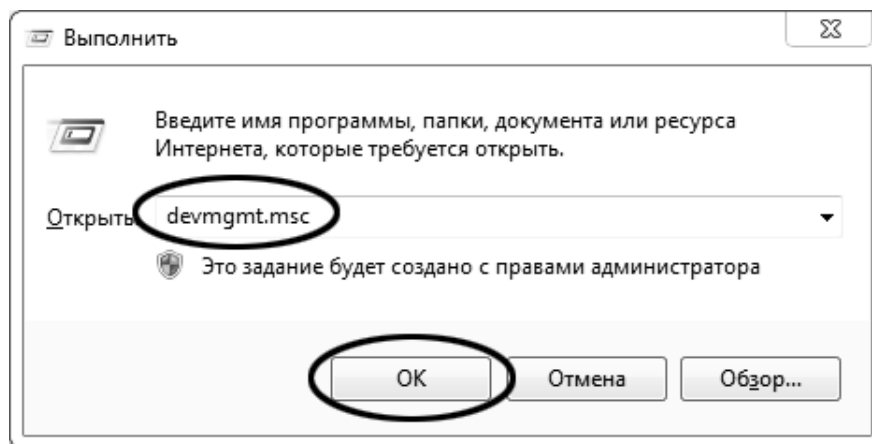 Выполнить
Введите имя программы, папки, документа или ресурса
Интернета, которые требуется открыть.
Открыть devmgmt.msc
Это задание будет создано с правами администратора
OK Отмена Обзор...